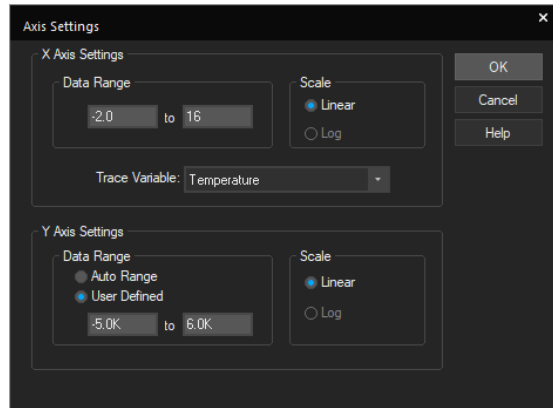 Axis Settings
×
X Axis Settings
Data Range
-2.0 to 16
Scale
Linear
Log
Trace Variable: Temperature
OK
Cancel
Help
Y Axis Settings
Data Range
Auto Range
User Defined
-5.0K to 6.0K
Scale
Linear
Log